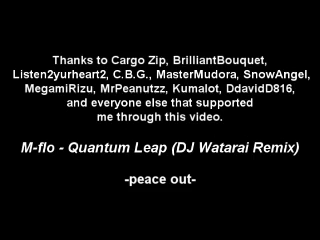 Thanks to Cargo Zip, BrilliantBouquet,
Listen2yurheart2, C.B.G., MasterMudora, SnowAngel,
MegamiRizu, MrPeanutzz, Kumalot, DdavidD816,
and everyone else that supported
me through this video.
M-flo - Quantum Leap (DJ Watarai Remix)
-peace out-